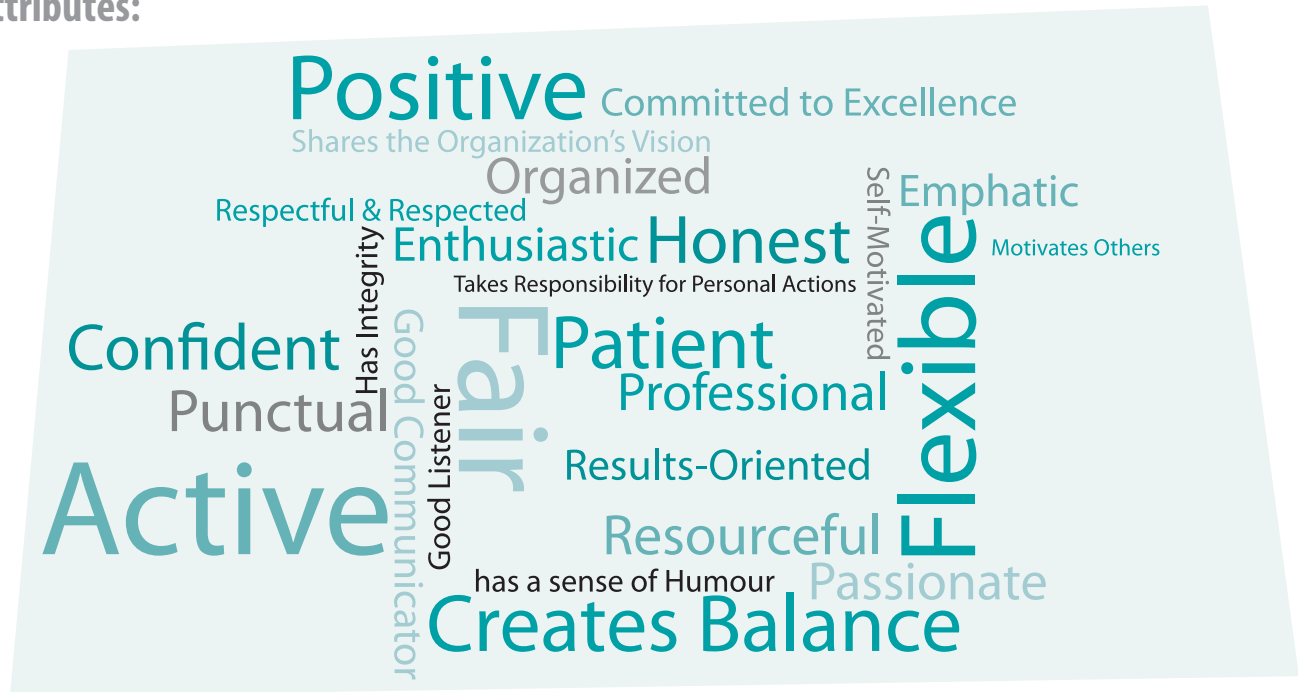 ttributes:
Positive
Committed to Excellence
Shares the Organization's Vision
Organized
Self-Motivated
Emphatic
Respectful & Respected
Has Integrity
Enthusiastic
Honest
Flexible
Motivates Others
Takes Responsibility for Personal Actions
Confident
Good Communicator
Fair
Patient
Professional
Punctual
Good Listener
Results-Oriented
Active
Resourceful
has a sense of Humour
Passionate
Creates Balance